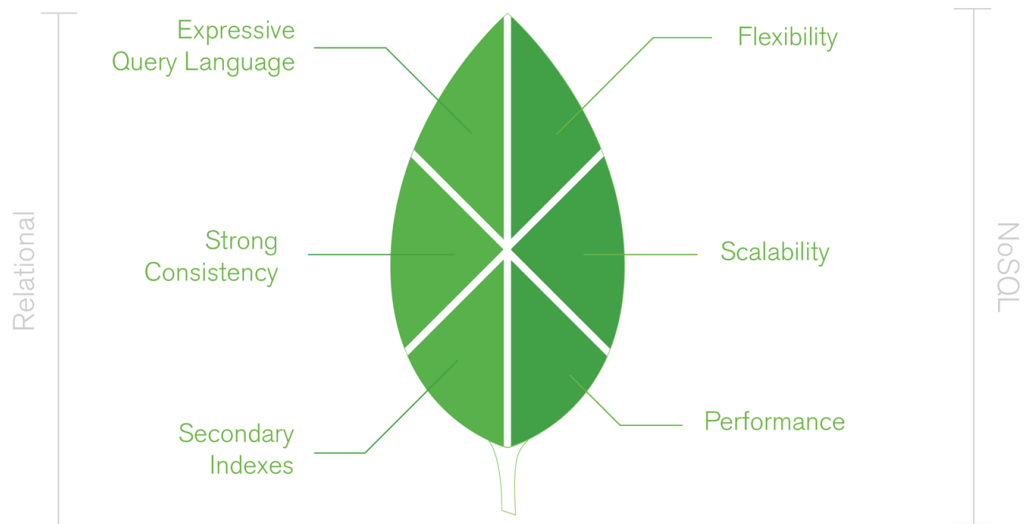 Relational
Expressive
Query Language
Strong
Consistency
Secondary
Indexes
Flexibility
Scalability
Performance
NoSQL